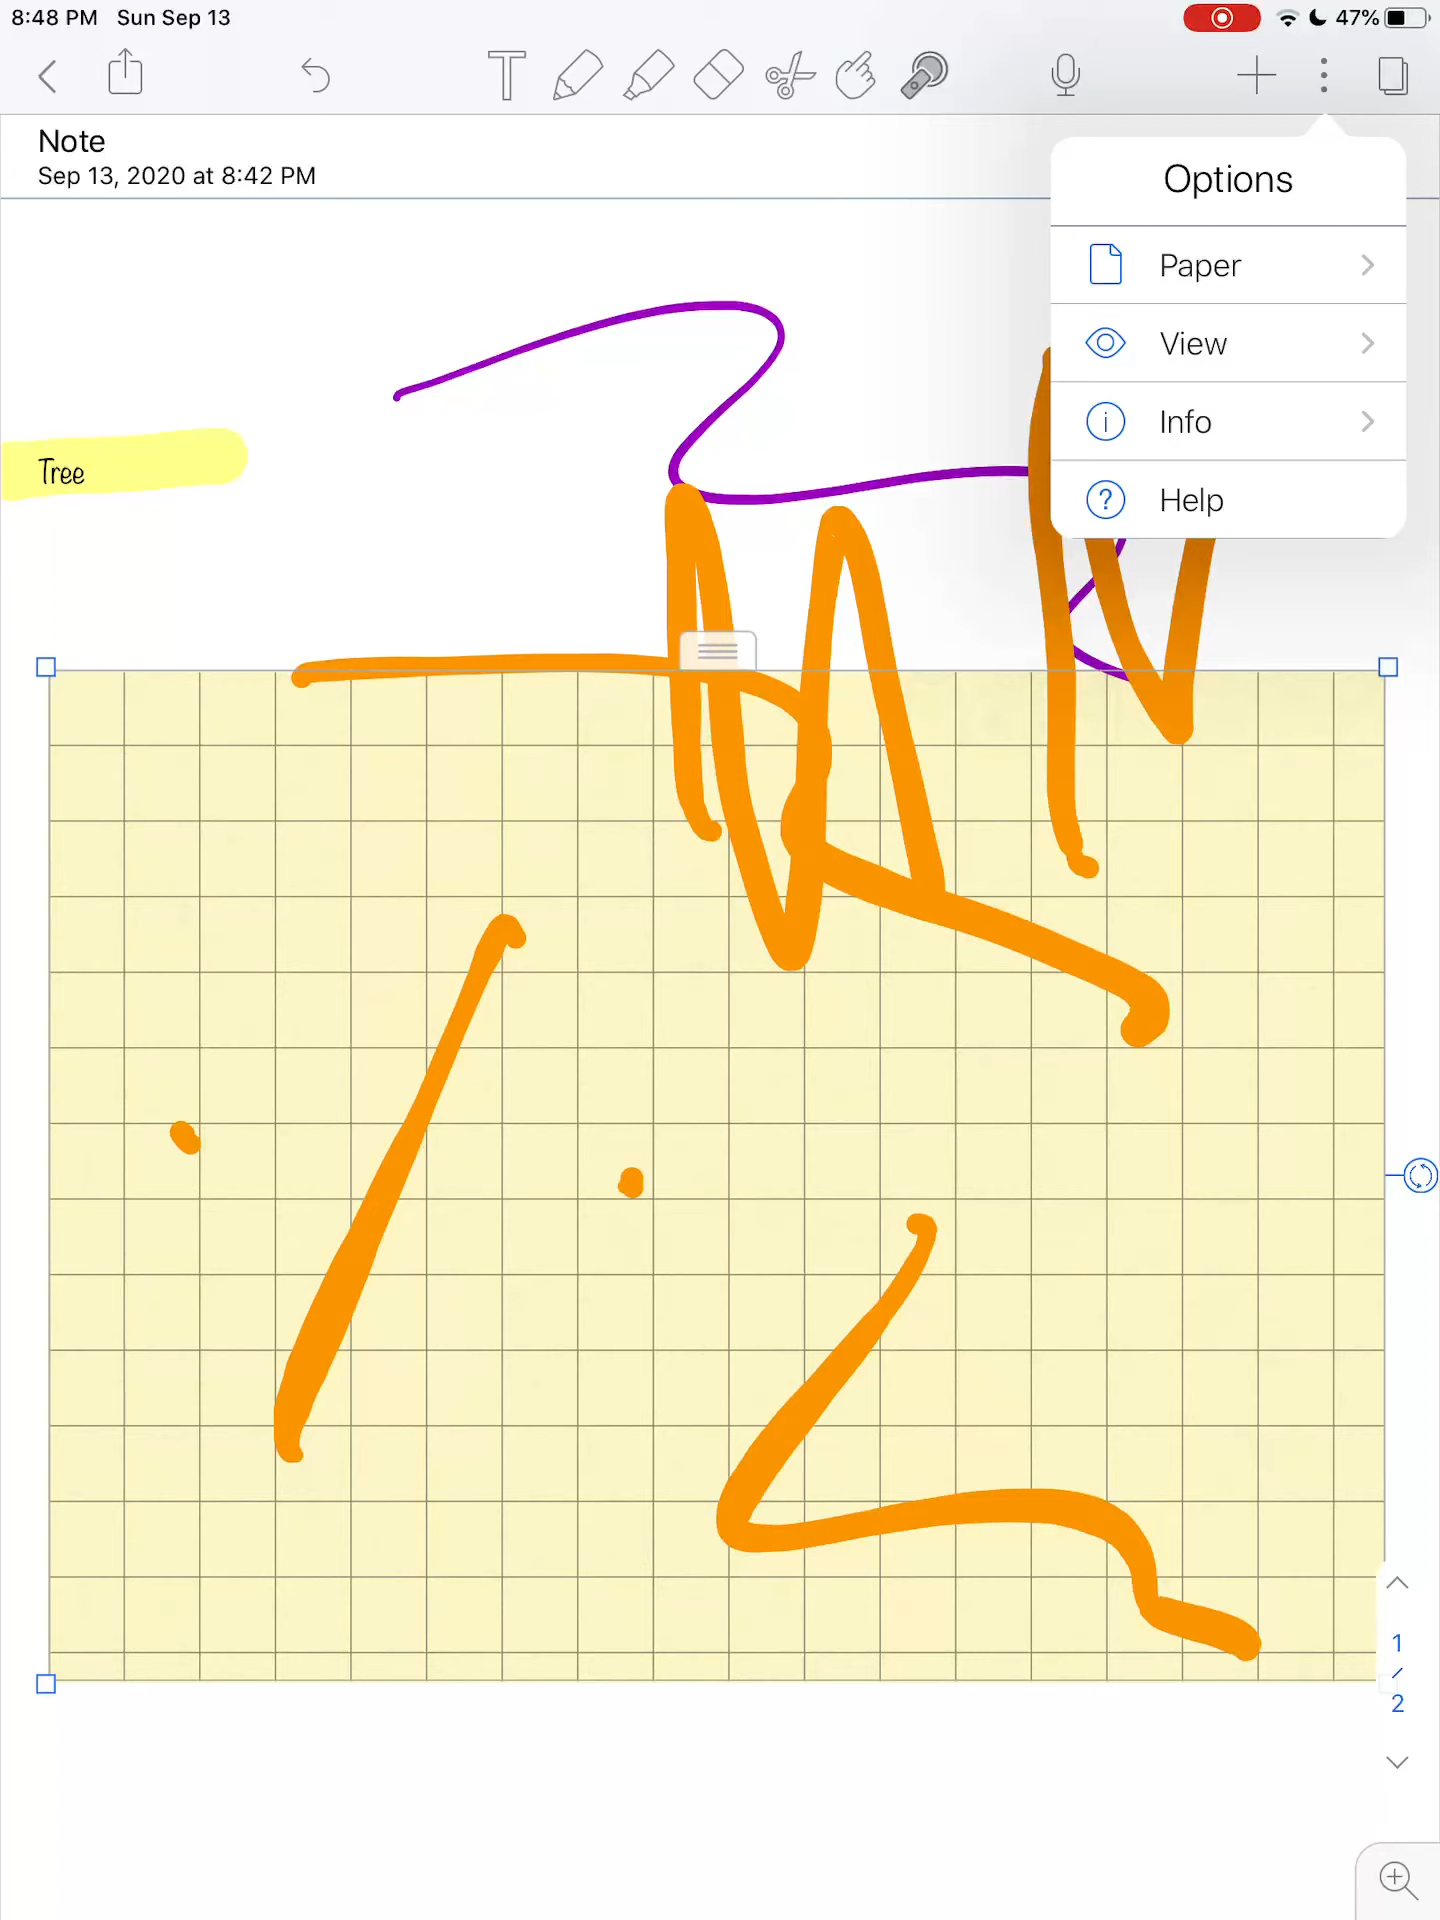 8:48 PM Sun Sep 13
47%
T
Note
Sep 13, 2020 at 8:42 PM
Options
Paper
View
Info
Help
Tree
1
/
2